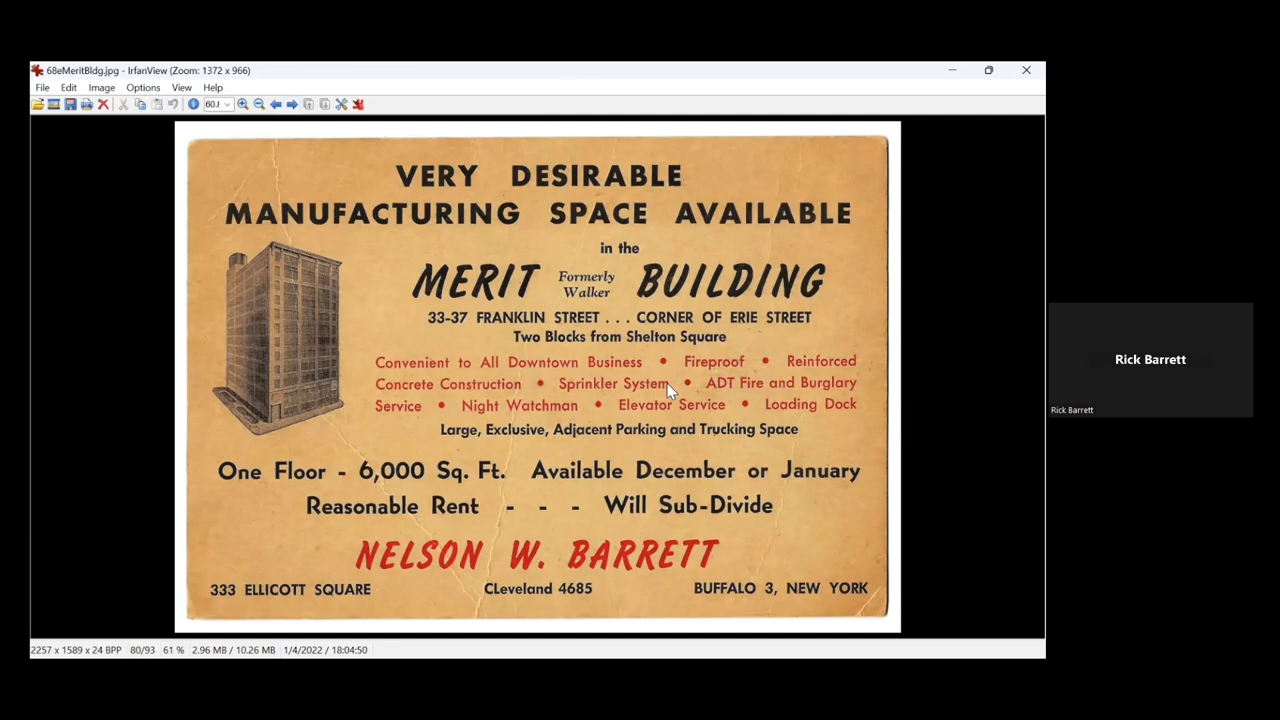 68eMeritBldg.jpg - IrfanView (Zoom: 1372 x 966)
File Edit Image Options View Help
VERY DESIRABLE
MANUFACTURING SPACE AVAILABLE
in the
MERIT Formerly Walker BUILDING
33-37 FRANKLIN STREET . . . CORNER OF ERIE STREET
Two Blocks from Shelton Square
Convenient to All Downtown Business • Fireproof • Reinforced
Concrete Construction • Sprinkler System • ADT Fire and Burglary
Service • Night Watchman • Elevator Service • Loading Dock
Large, Exclusive, Adjacent Parking and Trucking Space
One Floor - 6,000 Sq. Ft. Available December or January
Reasonable Rent - - - Will Sub-Divide
NELSON W. BARRETT
333 ELLICOTT SQUARE CLeveland 4685 BUFFALO 3, NEW YORK
2257 x 1589 x 24 BPP 80/93 61 % 2.96 MB / 10.26 MB 1/4/2022 / 18:04:50
Rick Barrett
Rick Barrett